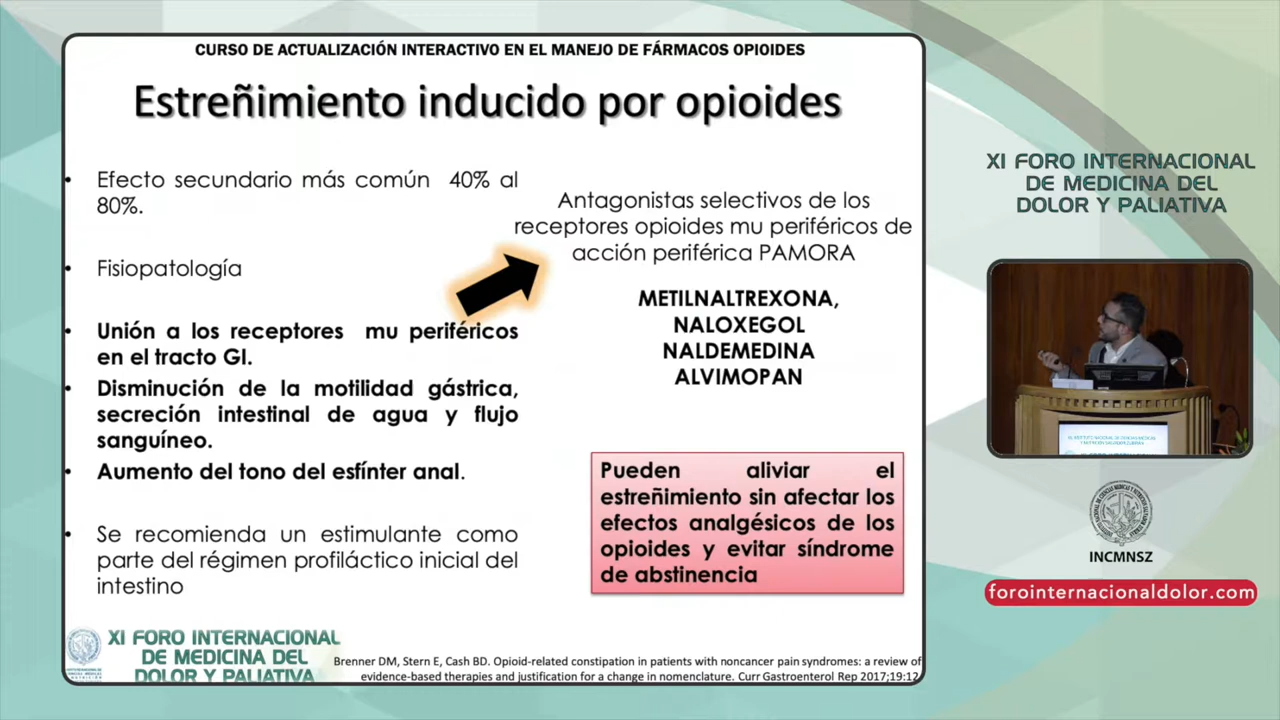 CURSO DE ACTUALIZACIÓN INTERACTIVO EN EL MANEJO DE FÁRMACOS OPIOIDES
Estreñimiento inducido por opioides
• Efecto secundario más común 40% al
80%.
• Fisiopatología
• Unión a los receptores mu periféricos
en el tracto GI.
• Disminución de la motilidad gástrica,
secreción intestinal de agua y flujo
sanguíneo.
• Aumento del tono del esfínter anal.
• Se recomienda un estimulante como
parte del régimen profiláctico inicial del
intestino
Antagonistas selectivos de los
receptores opioides mu periféricos de
acción periférica PAMORA
METILNALTREXONA,
NALOXEGOL
NALDEMEDINA
ALVIMOPAN
Pueden aliviar el
estreñimiento sin afectar los
efectos analgésicos de los
opioides y evitar síndrome
de abstinencia
XI FORO INTERNACIONAL
DE MEDICINA DEL
DOLOR Y PALIATIVA
Brenner DM, Stern E, Cash BD. Opioid-related constipation in patients with noncancer pain syndromes: a review of
evidence-based therapies and justification for a change in nomenclature. Curr Gastroenterol Rep 2017;19:12
XI FORO INTERNACIONAL
DE MEDICINA DEL
DOLOR Y PALIATIVA
INCMNSZ
forointernacionaldolor.com